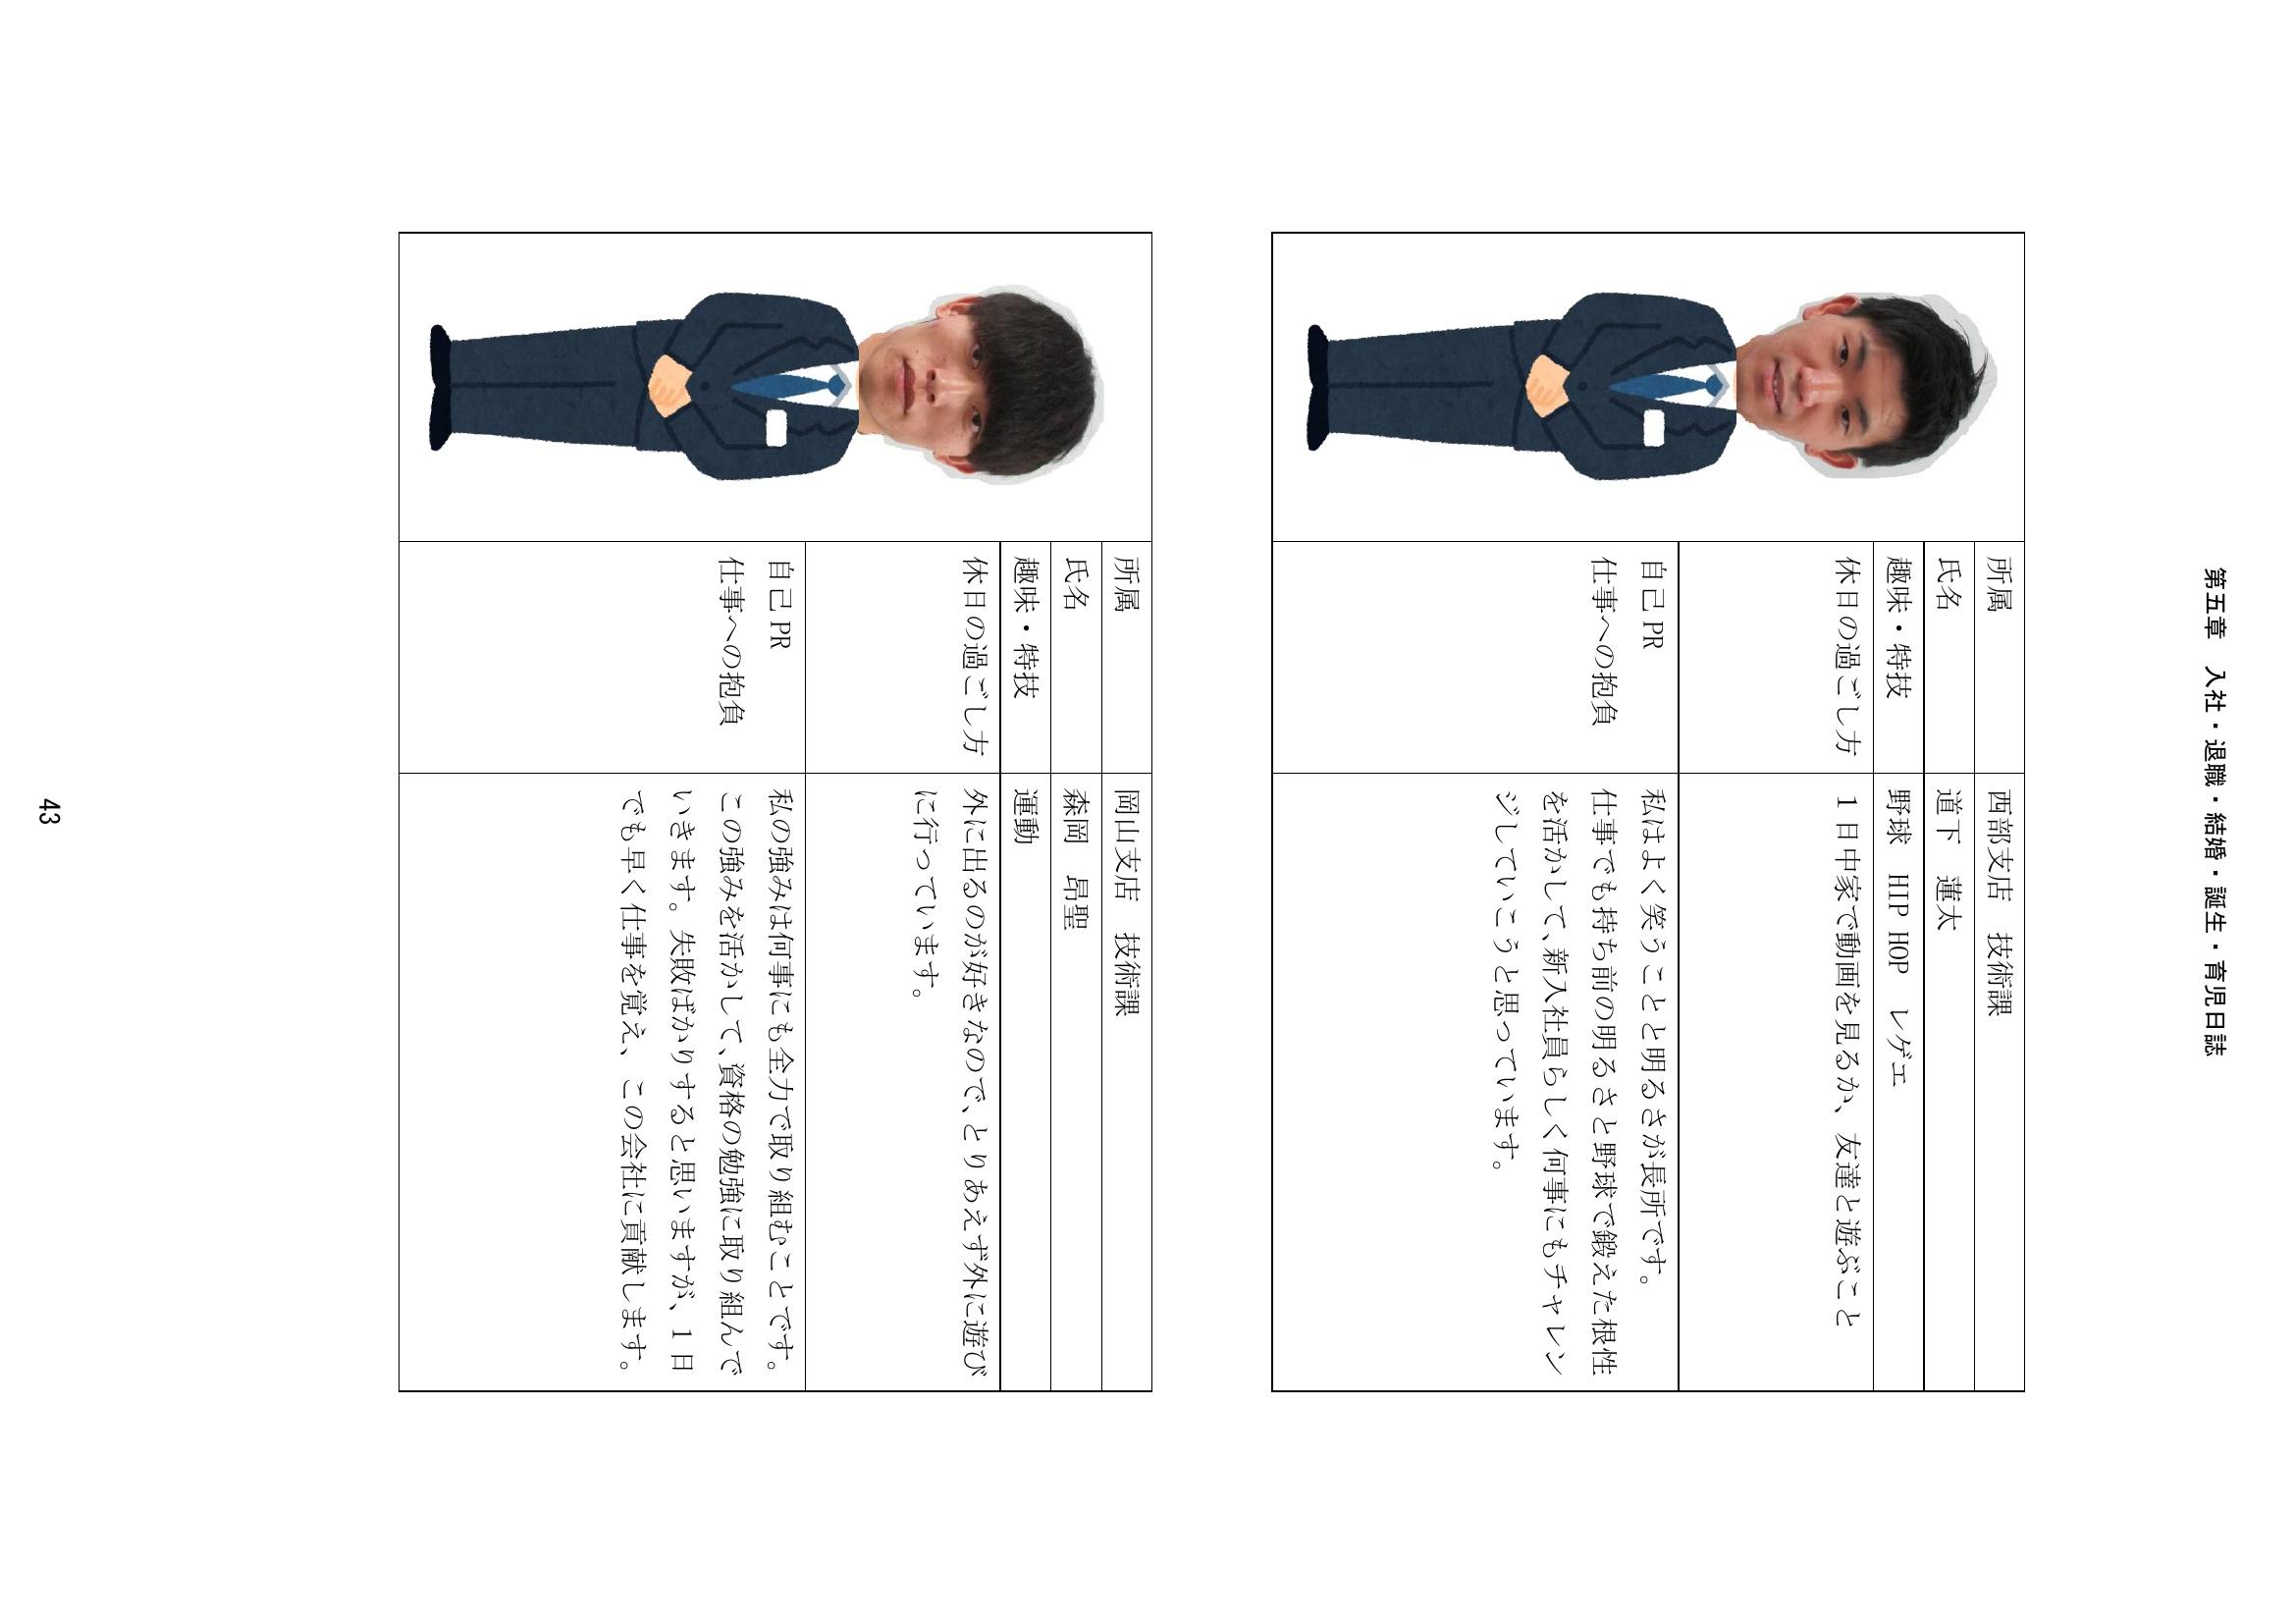 第五章　入社・退職・結婚・誕生・育児日誌
所属
西部支店　技術課
氏名
道下　蓮太
趣味・特技
野球　HIP HOP　レゲエ
休日の過ごし方
1 日中家で動画を見るか、友達と遊ぶこと
自己 PR
仕事への抱負
私はよく笑うことと明るさが長所です。
仕事でも持ち前の明るさと野球で鍛えた根性
を活かして、新入社員らしく何事にもチャレン
ジしていこうと思っています。
所属
岡山支店　技術課
氏名
森岡　昂聖
趣味・特技
運動
休日の過ごし方
外に出るのが好きなので、とりあえず外に遊び
に行っています。
自己 PR
仕事への抱負
私の強みは何事にも全力で取り組むことです。
この強みを活かして、資格の勉強に取り組んで
いきます。失敗ばかりすると思いますが、1 日
でも早く仕事を覚え、この会社に貢献します。
43